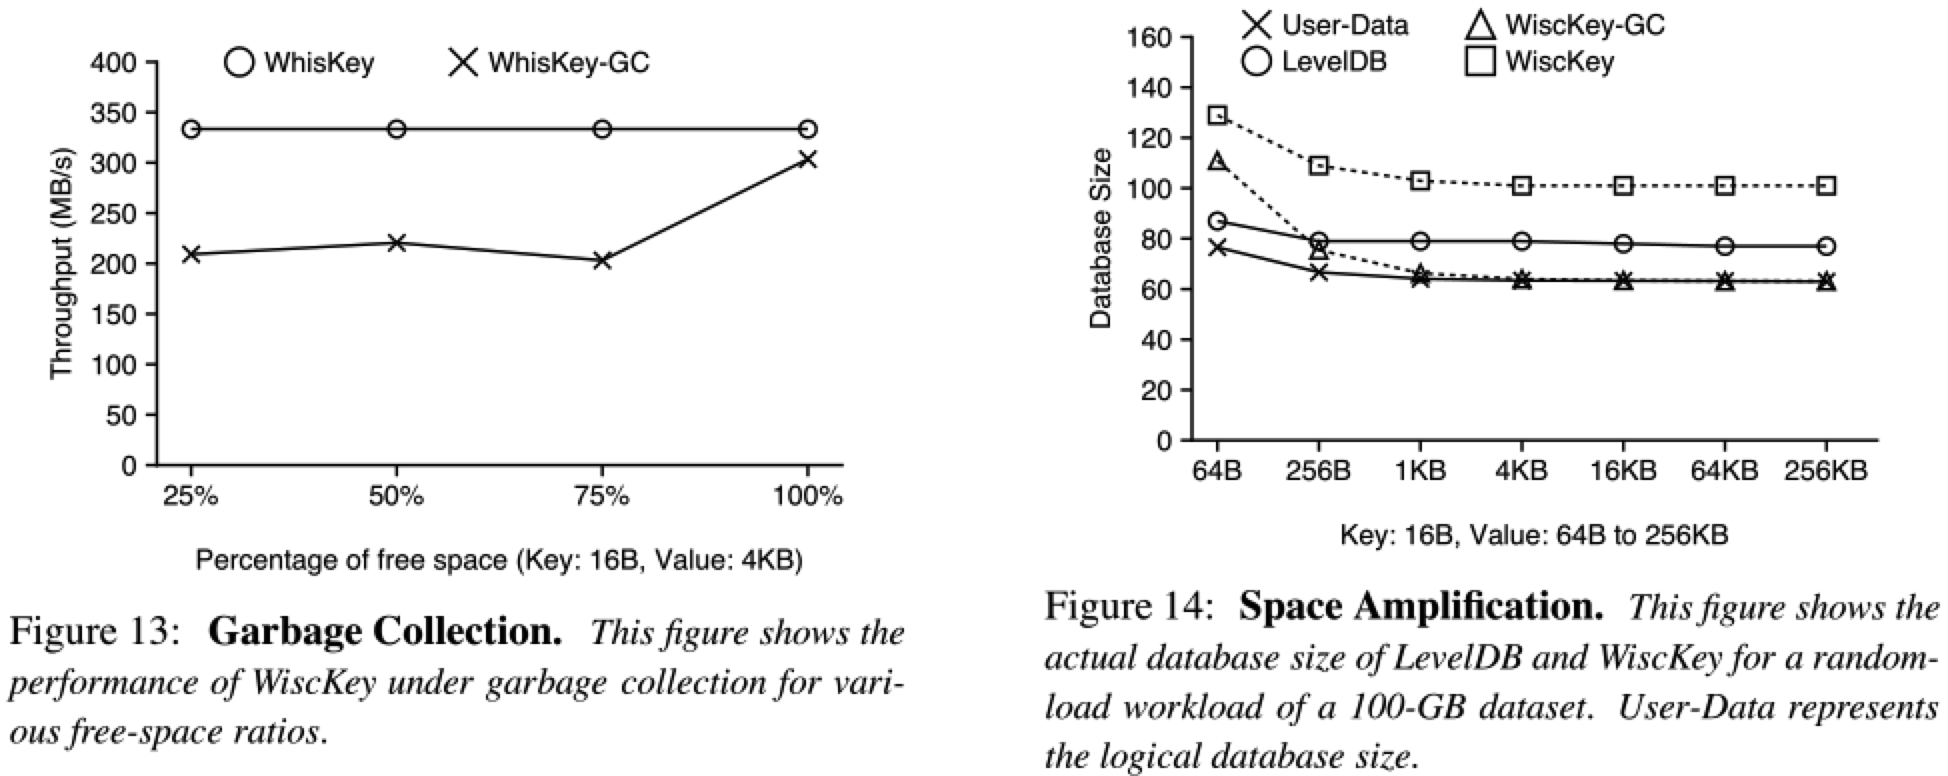 WhisKey
WhisKey-GC
400
350
300
250
200
150
100
50
0
Throughput (MB/s)
25%
50%
75%
100%
Percentage of free space (Key: 16B, Value: 4KB)
Figure 13: Garbage Collection. This figure shows the
performance of WiscKey under garbage collection for vari-
ous free-space ratios.
User-Data
WiscKey-GC
LevelDB
WiscKey
160
140
120
100
80
60
40
20
0
Database Size
64B
256B
1KB
4KB
16KB
64KB
256KB
Key: 16B, Value: 64B to 256KB
Figure 14: Space Amplification. This figure shows the
actual database size of LevelDB and WiscKey for a random-
load workload of a 100-GB dataset. User-Data represents
the logical database size.